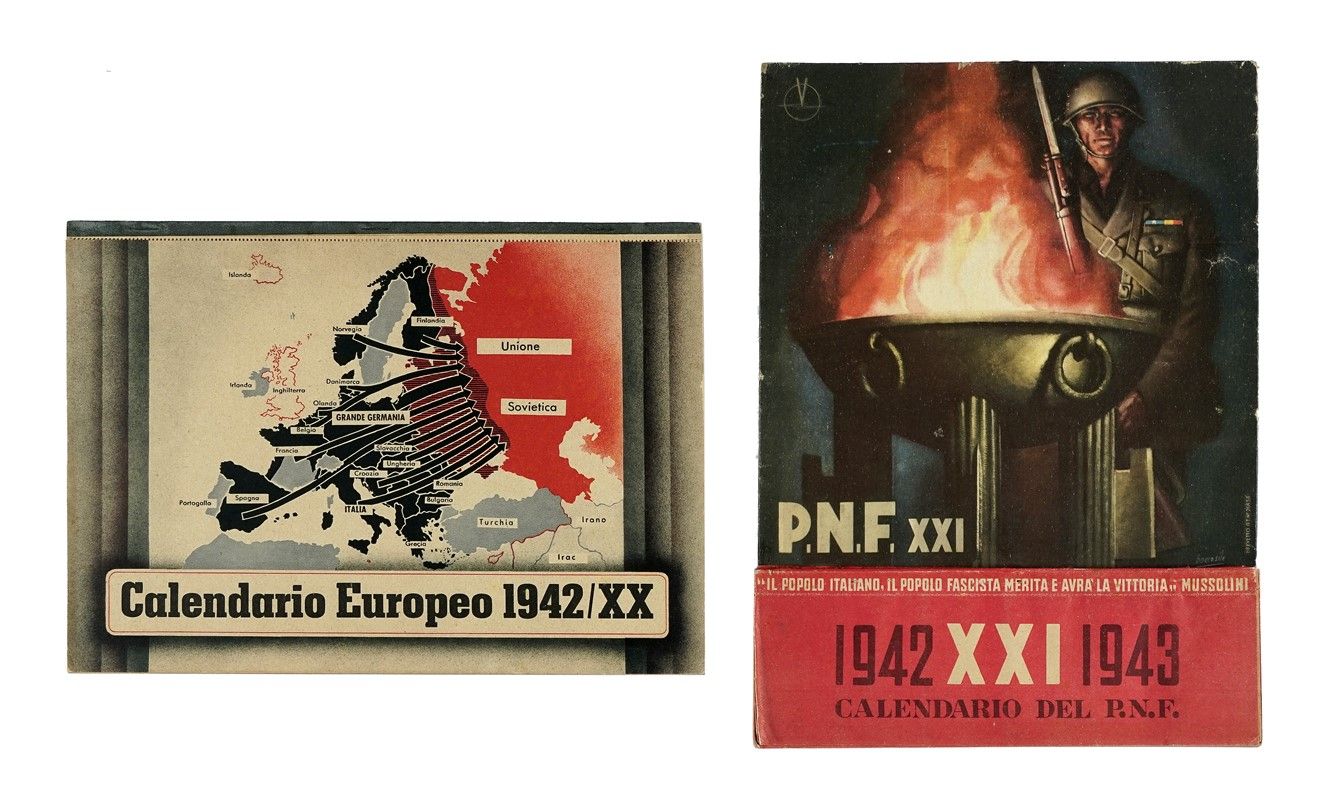 Islanda
Norvegia
Finlandia
Unione
Irlanda
Inghilterra
Danimarca
Olanda
GRANDE GERMANIA
Sovietica
Belgio
Francia
Slovacchia
Ungheria
Croazia
Romania
Portogallo
Spagna
Bulgaria
ITALIA
Turchia
Irano
Grecia
Irac
Calendario Europeo 1942/XX
V
P.N.F. XXI
"IL POPOLO ITALIANO, IL POPOLO FASCISTA MERITA E AVRA' LA VITTORIA„ MUSSOLINI
1942 XXI 1943
CALENDARIO DEL P.N.F.